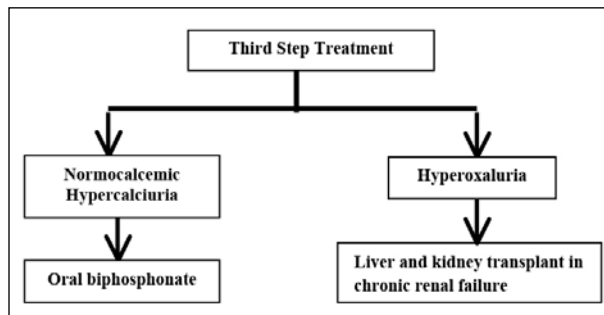 Third Step Treatment
Normocalcemic
Hypercalciuria
Hyperoxaluria
Oral biphosphonate
Liver and kidney transplant in
chronic renal failure